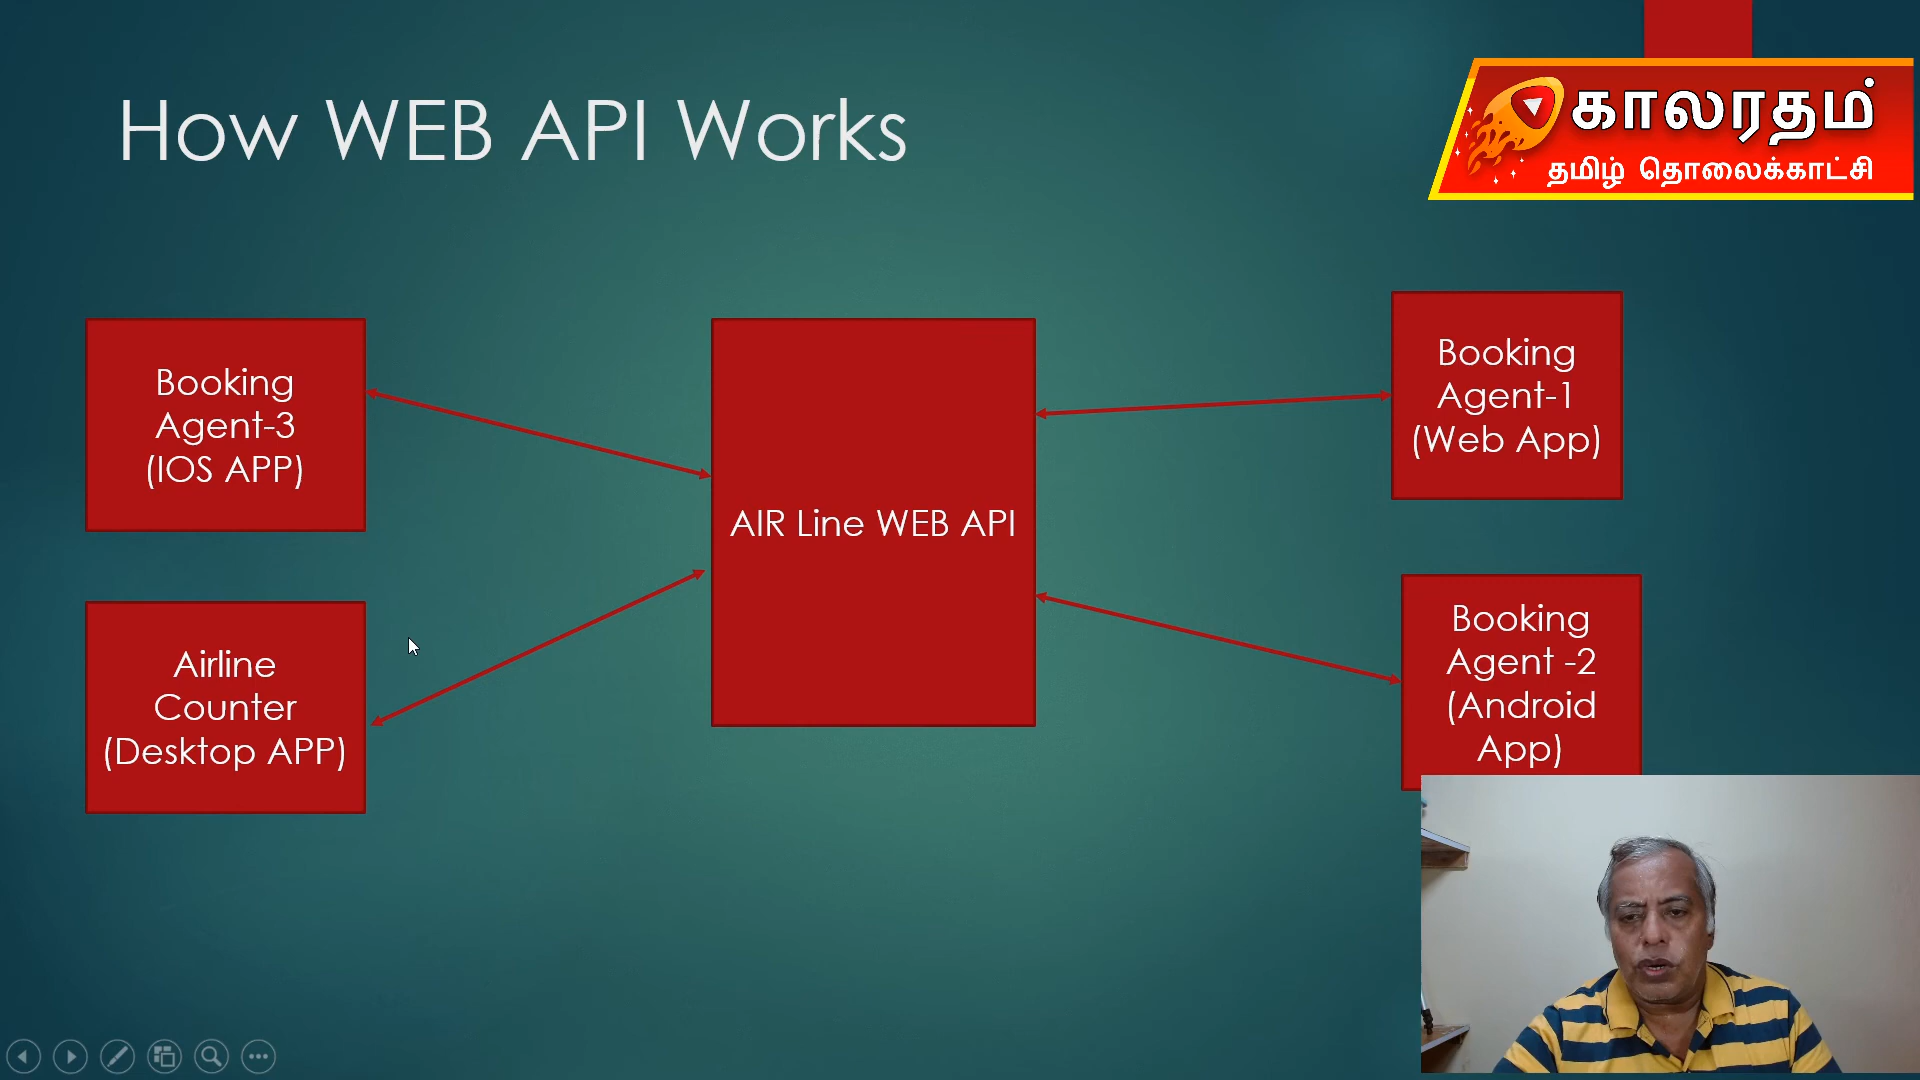 How WEB API Works
காலரதம்
தமிழ் தொலைக்காட்சி
Booking
Agent-3
(IOS APP)
AIR Line WEB API
Booking
Agent-1
(Web App)
Airline
Counter
(Desktop APP)
Booking
Agent -2
(Android
App)